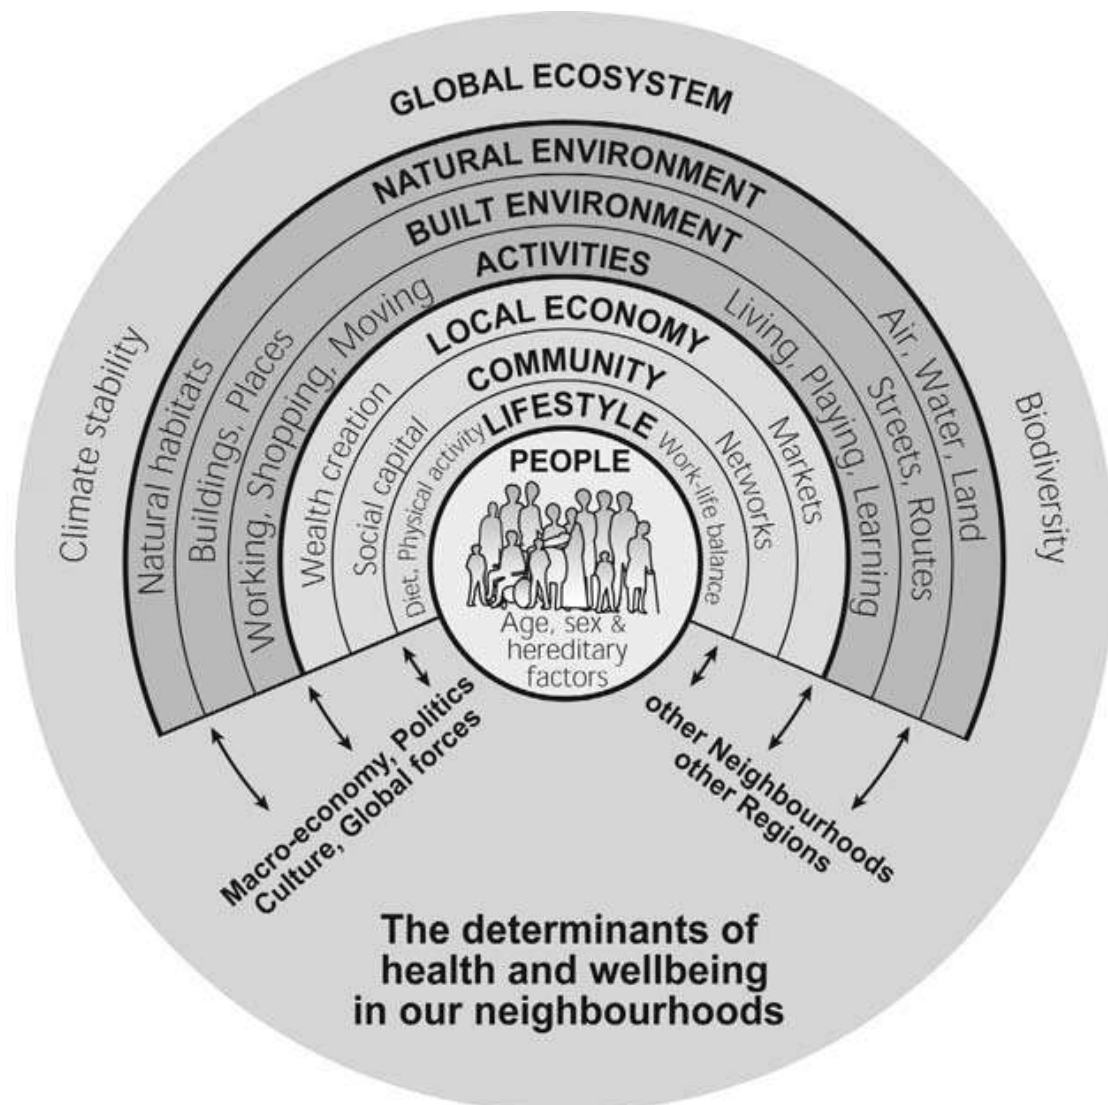 GLOBAL ECOSYSTEM
NATURAL ENVIRONMENT
BUILT ENVIRONMENT
ACTIVITIES
LOCAL ECONOMY
COMMUNITY
LIFESTYLE
PEOPLE
Age, sex &
hereditary
factors
Climate stability
Natural habitats
Buildings, Places
Working, Shopping, Moving
Wealth creation
Social capital
Diet, Physical activity
Work-life balance
Networks
Markets
Living, Playing, Learning
Streets, Routes
Air, Water, Land
Biodiversity
Macro-economy, Politics
Culture, Global forces
other Neighbourhoods
other Regions
The determinants of
health and wellbeing
in our neighbourhoods